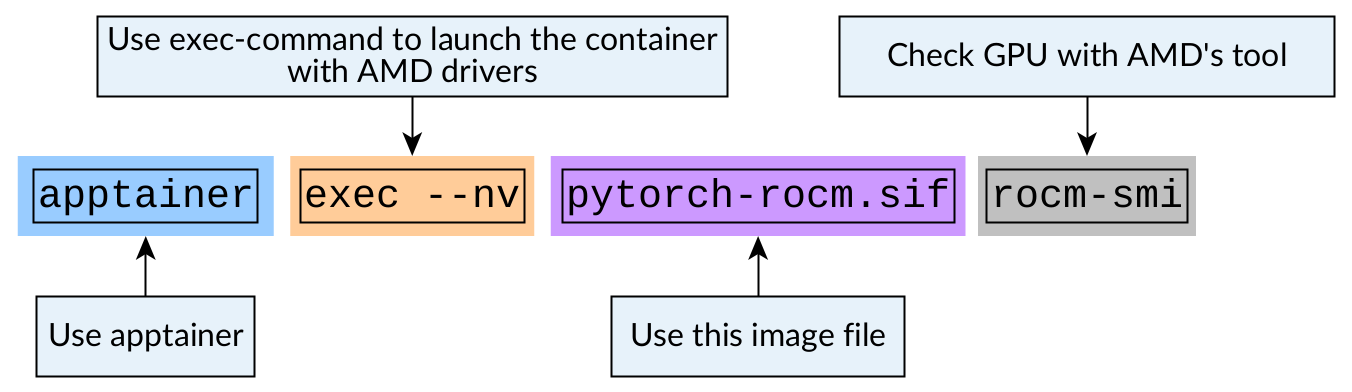 Use exec-command to launch the container
with AMD drivers
Check GPU with AMD's tool
apptainer exec --nv pytorch-rocm.sif rocm-smi
Use apptainer
Use this image file